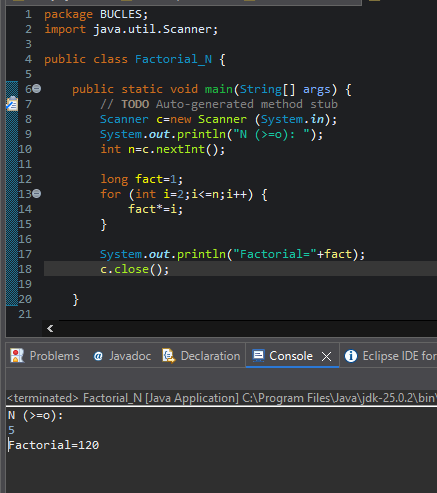 1 package BUCLES;
2 import java.util.Scanner;
3
4 public class Factorial_N {
5
6     public static void main(String[] args) {
7         // TODO Auto-generated method stub
8         Scanner c=new Scanner (System.in);
9         System.out.println("N (>=o): ");
10         int n=c.nextInt();
11
12         long fact=1;
13         for (int i=2;i<=n;i++) {
14             fact*=i;
15         }
16
17         System.out.println("Factorial="+fact);
18         c.close();
19
20     }
21
Problems @ Javadoc Declaration Console Eclipse IDE for
<terminated> Factorial_N [Java Application] C:\Program Files\Java\jdk-25.0.2\bin\
N (>=o):
5
Factorial=120